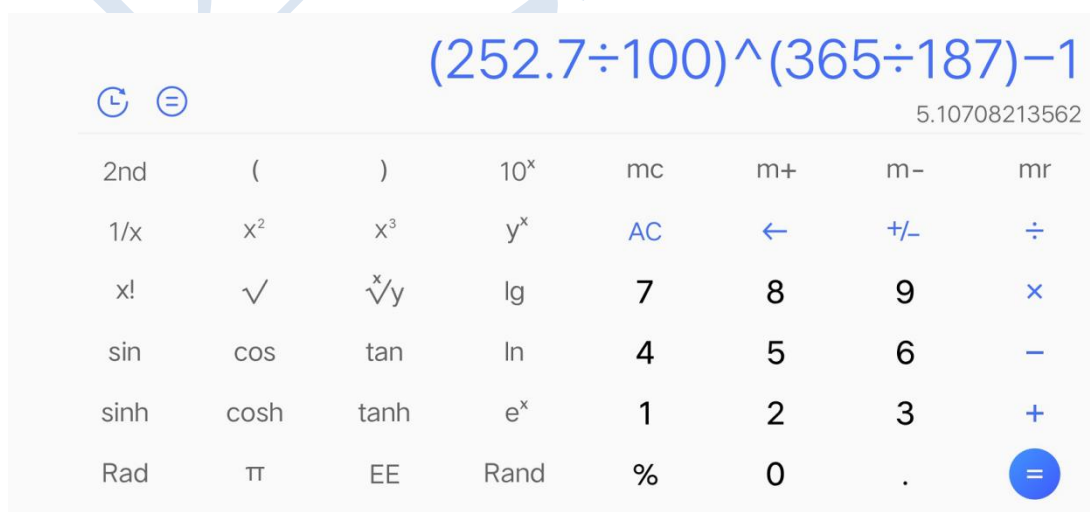 (252.7÷100)^(365÷187)−1
5.10708213562
2nd ( ) 10ˣ mc m+ m− mr
1/x x² x³ yˣ AC ← +/− ÷
x! √ ˣ√y lg 7 8 9 ×
sin cos tan ln 4 5 6 −
sinh cosh tanh eˣ 1 2 3 +
Rad π EE Rand % 0 . =